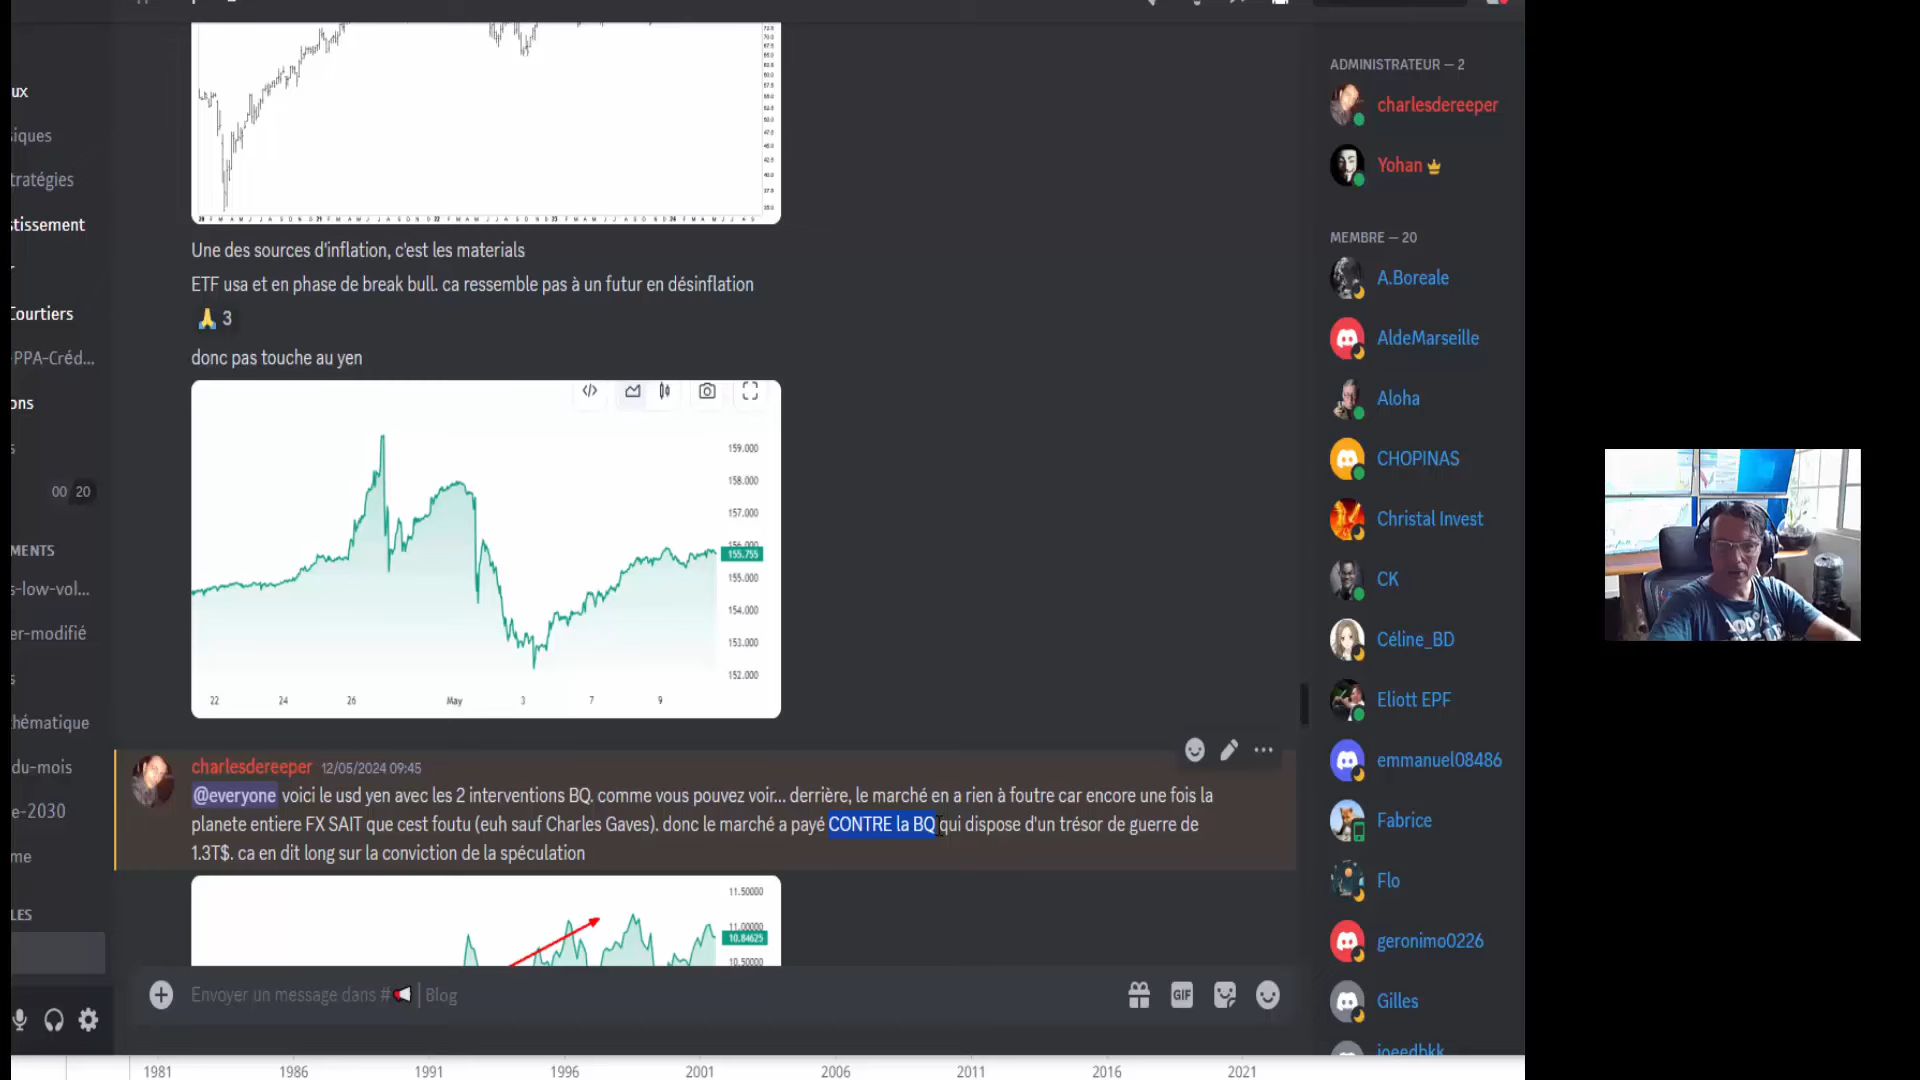 ux
siques
tratégies
stissement
r
Courtiers
-PPA-Créd...
ons
s
00 20
MENTS
s-low-vol...
er-modifié
s
hématique
du-mois
e-2030
me
LES
Une des sources d'inflation, c'est les materials
ETF usa et en phase de break bull. ca ressemble pas à un futur en désinflation
🙏 3
donc pas touche au yen
159.000
158.000
157.000
156.000
155.755
155.000
154.000
153.000
152.000
22 24 26 May 3 7 9
charlesdereeper 12/05/2024 09:45
@everyone voici le usd yen avec les 2 interventions BQ. comme vous pouvez voir... derrière, le marché en a rien à foutre car encore une fois la
planete entiere FX SAIT que cest foutu (euh sauf Charles Gaves). donc le marché a payé CONTRE la BQ qui dispose d'un trésor de guerre de
1.3T$. ca en dit long sur la conviction de la spéculation
11.50000
11.00000
10.84625
10.50000
Envoyer un message dans # | Blog
GIF
ADMINISTRATEUR — 2
charlesdereeper
Yohan
MEMBRE — 20
A.Boreale
AldeMarseille
Aloha
CHOPINAS
Christal Invest
CK
Céline_BD
Eliott EPF
emmanuel08486
Fabrice
Flo
geronimo0226
Gilles
joeedbkk
1981 1986 1991 1996 2001 2006 2011 2016 2021